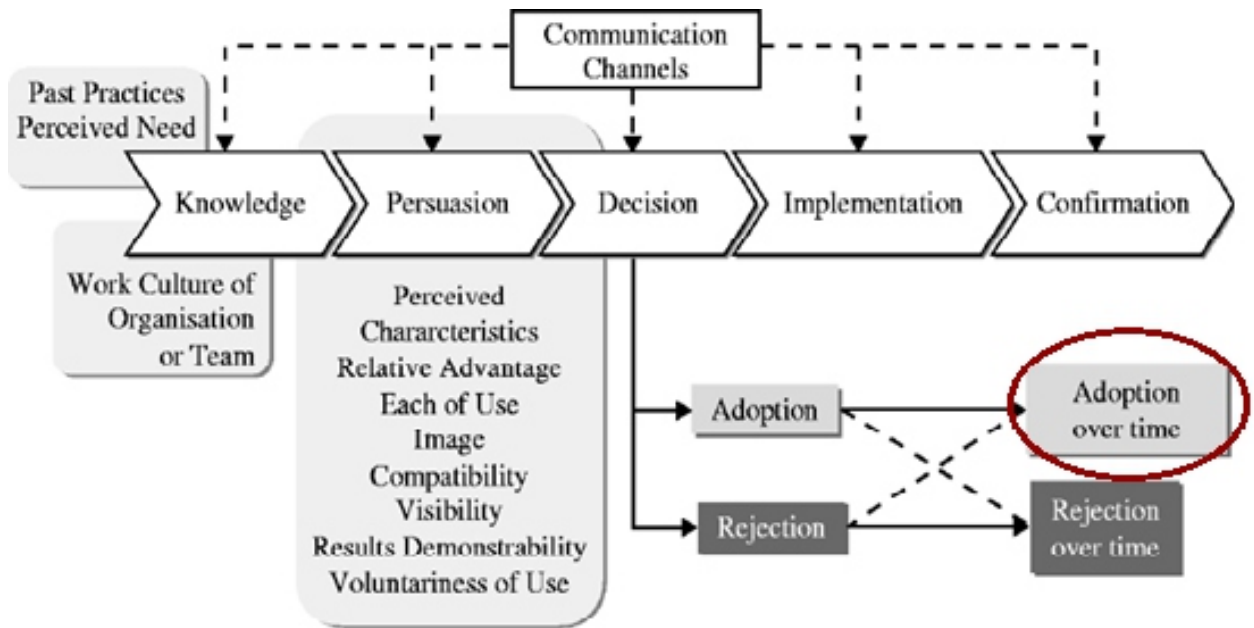 Communication
Channels
Past Practices
Perceived Need
Knowledge
Persuasion
Decision
Implementation
Confirmation
Work Culture of
Organisation
or Team
Perceived
Chararcteristics
Relative Advantage
Each of Use
Image
Compatibility
Visibility
Results Demonstrability
Voluntariness of Use
Adoption
Adoption
over time
Rejection
Rejection
over time